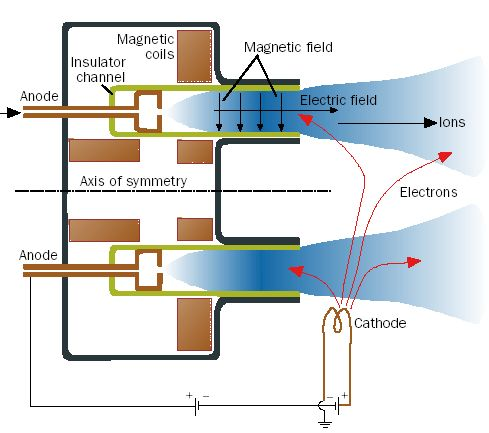 Magnetic
coils
Magnetic field
Insulator
channel
Anode
Electric field
Ions
Axis of symmetry
Electrons
Anode
Cathode
+ − − +